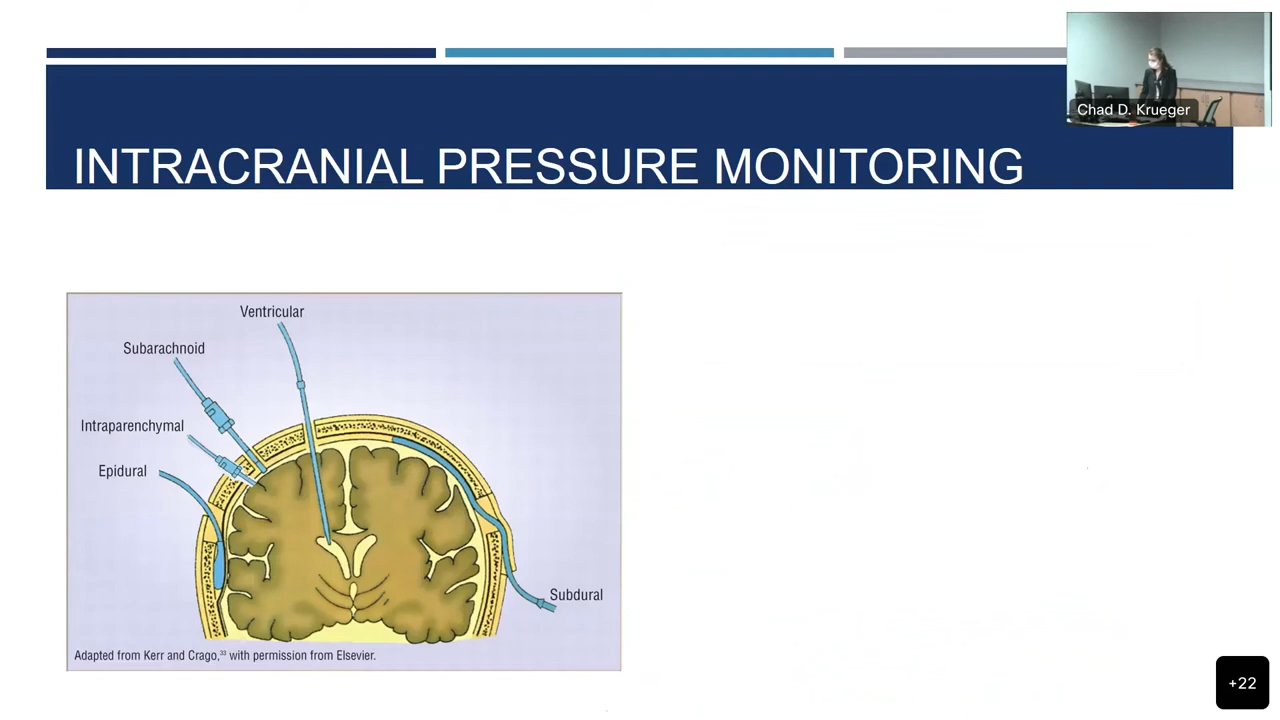 Chad D. Krueger
INTRACRANIAL PRESSURE MONITORING
Ventricular
Subarachnoid
Intraparenchymal
Epidural
Subdural
Adapted from Kerr and Crago,³³ with permission from Elsevier.
+22